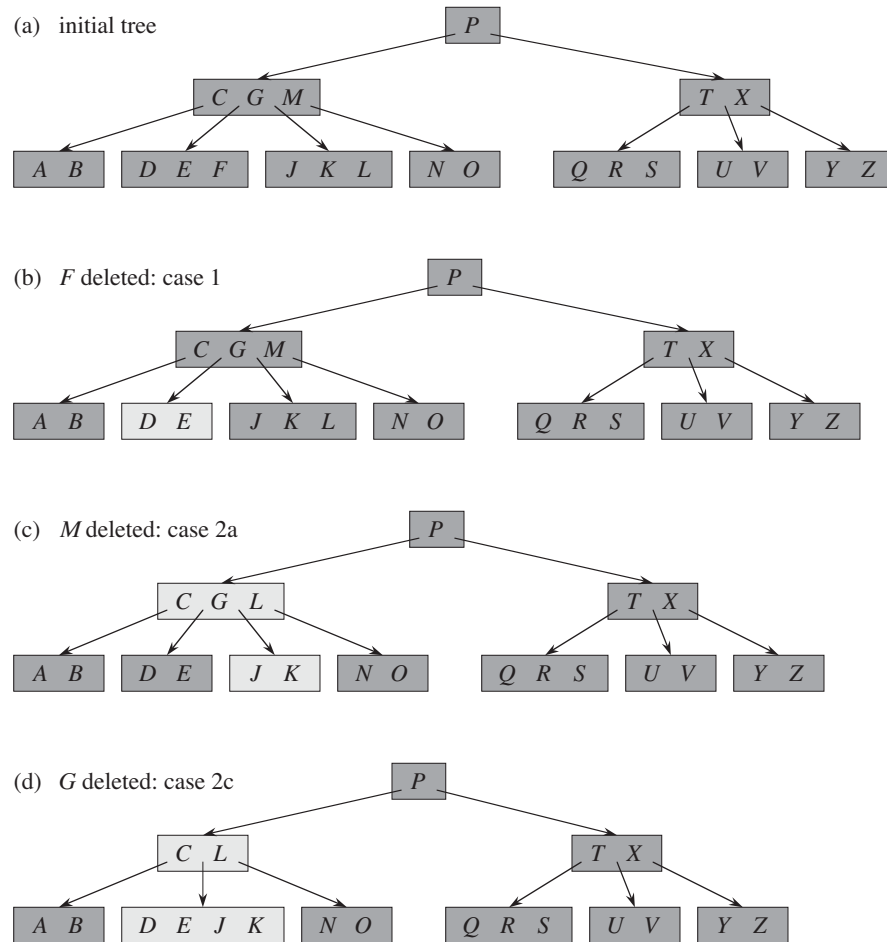 (a) initial tree
P
C G M
T X
A B
D E F
J K L
N O
Q R S
U V
Y Z
(b) F deleted: case 1
P
C G M
T X
A B
D E
J K L
N O
Q R S
U V
Y Z
(c) M deleted: case 2a
P
C G L
T X
A B
D E
J K
N O
Q R S
U V
Y Z
(d) G deleted: case 2c
P
C L
T X
A B
D E J K
N O
Q R S
U V
Y Z